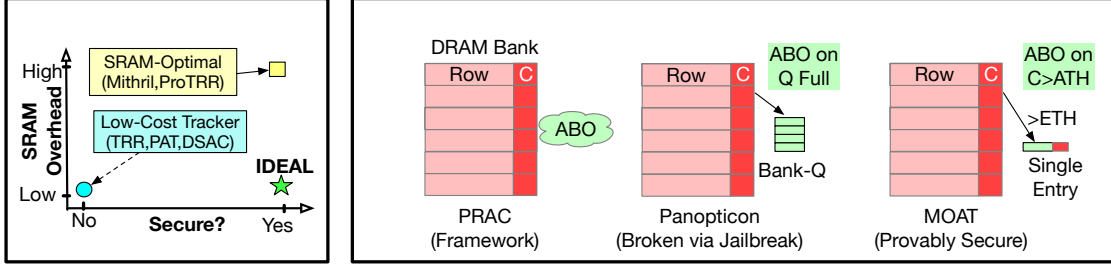 High
SRAM
Overhead
Low
SRAM-Optimal
(Mithril,ProTRR)
Low-Cost Tracker
(TRR,PAT,DSAC)
IDEAL
No
Secure?
Yes
DRAM Bank
Row
C
ABO
PRAC
(Framework)
Row
C
ABO on
Q Full
Bank-Q
Panopticon
(Broken via Jailbreak)
Row
C
ABO on
C>ATH
>ETH
Single
Entry
MOAT
(Provably Secure)